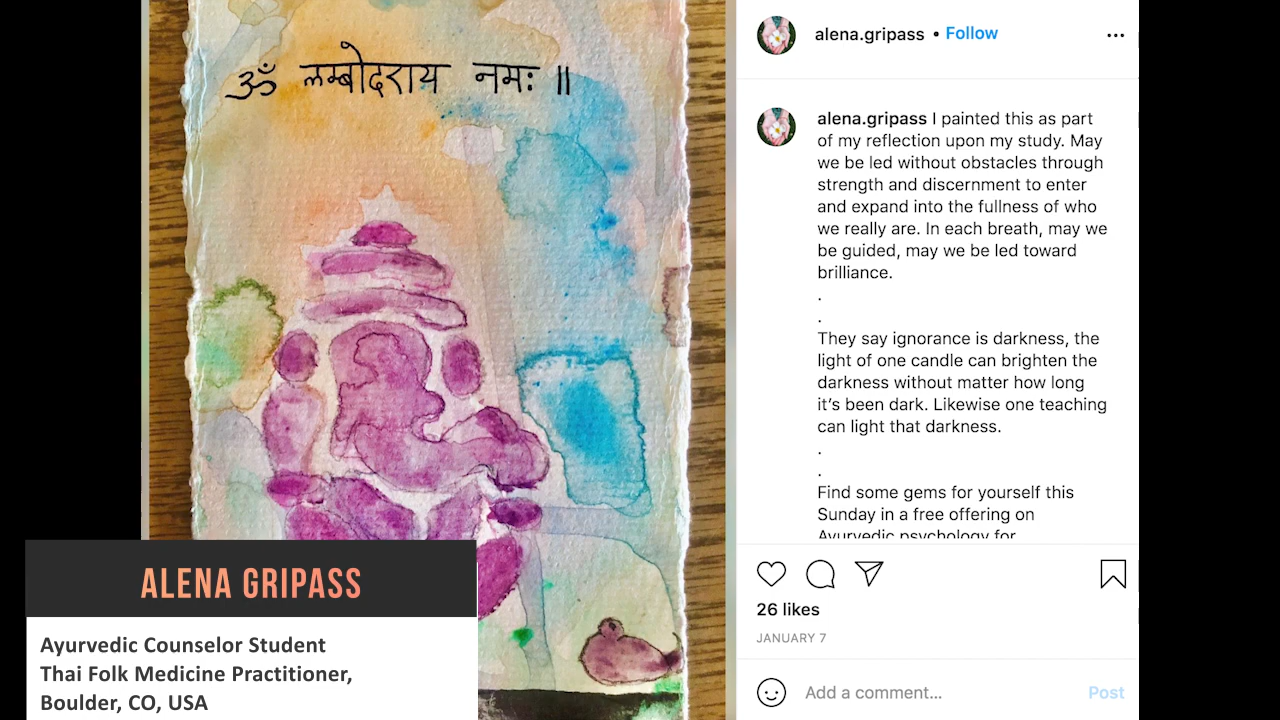 ॐ लम्बोदराय नमः ॥
alena.gripass • Follow
alena.gripass I painted this as part
of my reflection upon my study. May
we be led without obstacles through
strength and discernment to enter
and expand into the fullness of who
we really are. In each breath, may we
be guided, may we be led toward
brilliance.
.
.
They say ignorance is darkness, the
light of one candle can brighten the
darkness without matter how long
it’s been dark. Likewise one teaching
can light that darkness.
.
.
Find some gems for yourself this
Sunday in a free offering on
Ayurvedic psychology for
26 likes
JANUARY 7
Add a comment... Post
ALENA GRIPASS
Ayurvedic Counselor Student
Thai Folk Medicine Practitioner,
Boulder, CO, USA